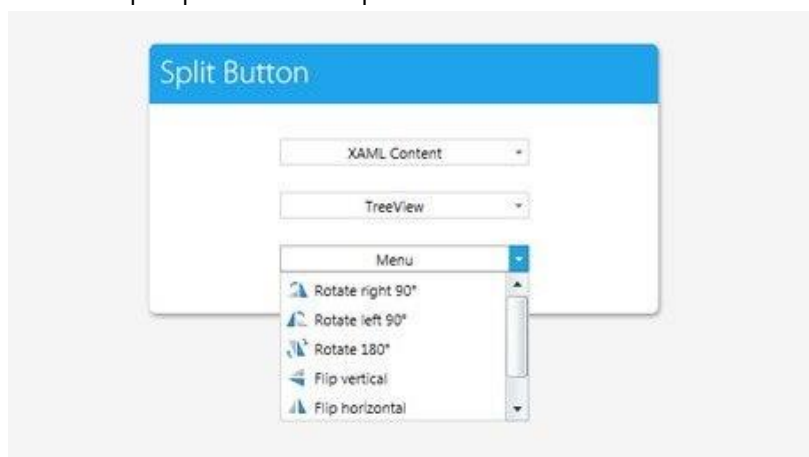 Split Button
XAML Content
TreeView
Menu
Rotate right 90°
Rotate left 90°
Rotate 180°
Flip vertical
Flip horizontal